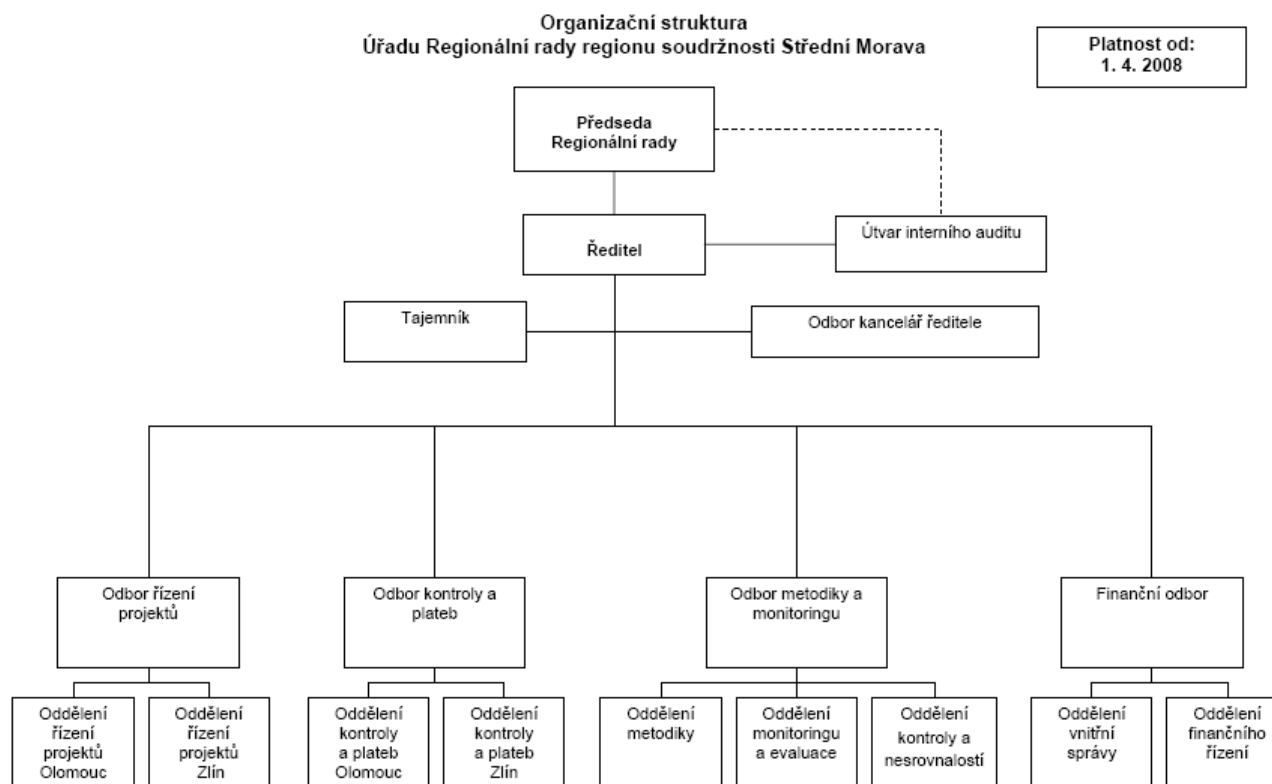 Organizační struktura
Úřadu Regionální rady regionu soudržnosti Střední Morava
Platnost od:
1. 4. 2008
Předseda
Regionální rady
Ředitel
Útvar interního auditu
Tajemník
Odbor kancelář ředitele
Odbor řízení
projektů
Odbor kontroly a
plateb
Odbor metodiky a
monitoringu
Finanční odbor
Oddělení
řízení
projektů
Olomouc
Oddělení
řízení
projektů
Zlín
Oddělení
kontroly
a plateb
Olomouc
Oddělení
kontroly
a plateb
Zlín
Oddělení
metodiky
Oddělení
monitoringu
a evaluace
Oddělení
kontroly a
nesrovnalostí
Oddělení
vnitřní
správy
Oddělení
finančního
řízení